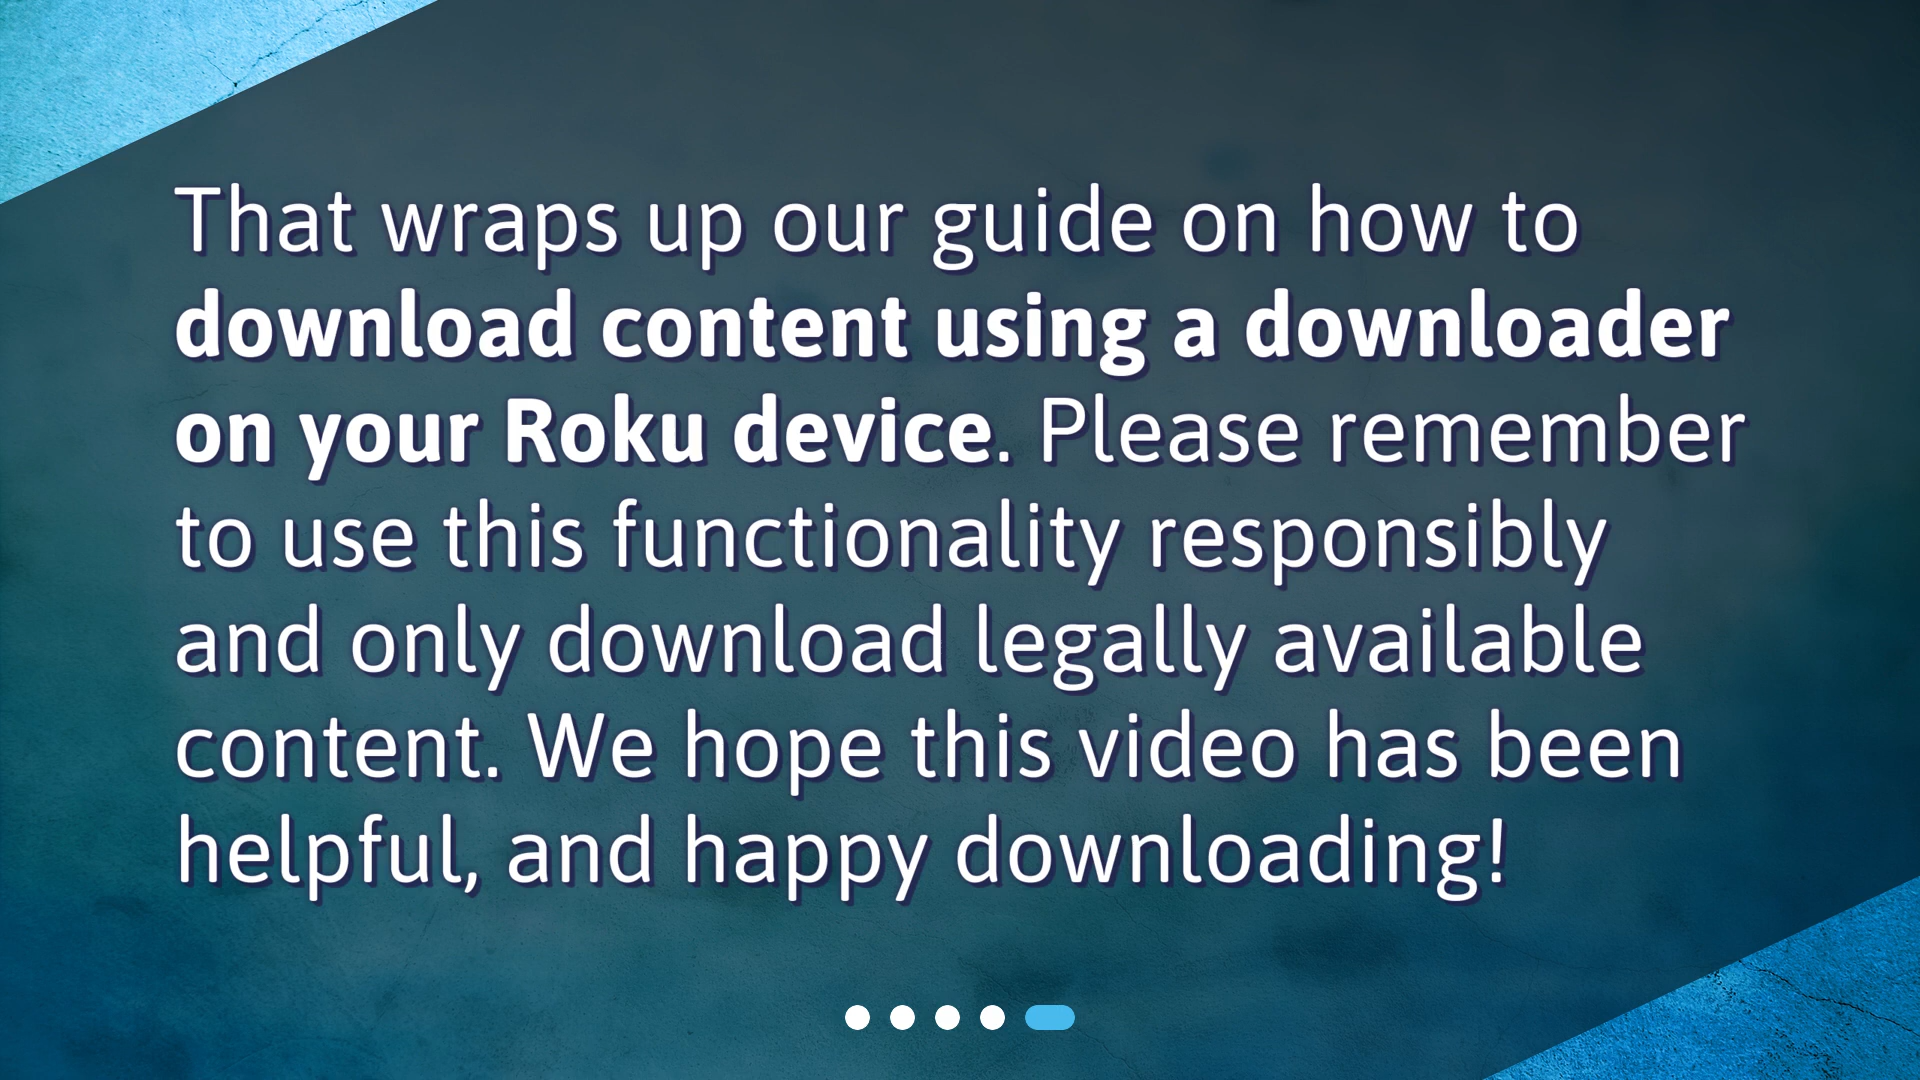 That wraps up our guide on how to
download content using a downloader
on your Roku device. Please remember
to use this functionality responsibly
and only download legally available
content. We hope this video has been
helpful, and happy downloading!